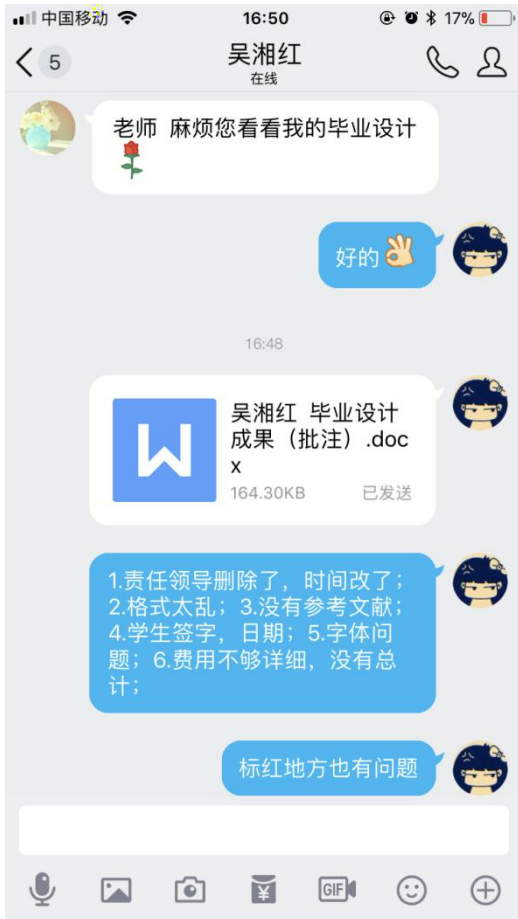 中国移动 16:50 17%
5 吴湘红
在线
老师 麻烦您看看我的毕业设计
好的
16:48
吴湘红 毕业设计
成果（批注）.doc
x
164.30KB 已发送
1.责任领导删除了，时间改了；
2.格式太乱；3.没有参考文献；
4.学生签字，日期；5.字体问
题；6.费用不够详细，没有总
计；
标红地方也有问题
GIF